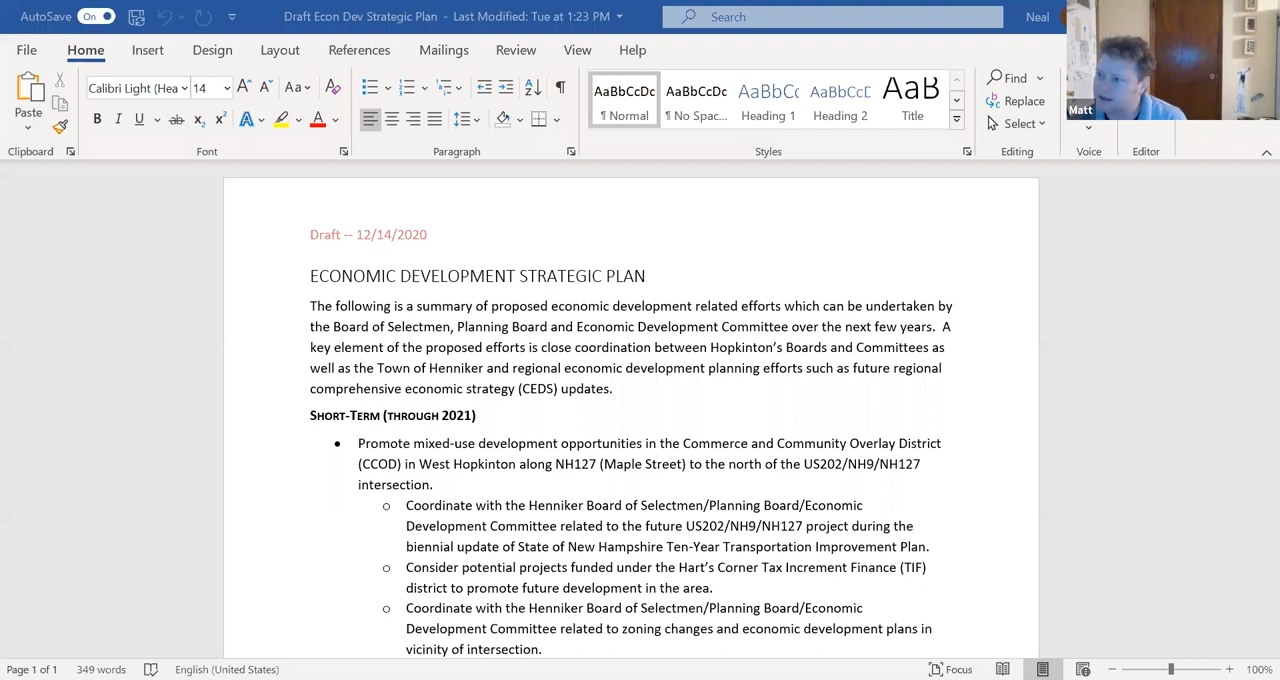 AutoSave On Draft Econ Dev Strategic Plan - Last Modified: Tue at 1:23 PM Search Neal
File Home Insert Design Layout References Mailings Review View Help
Calibri Light (Hea 14 Aa AaBbCcDc AaBbCcDc AaBbCc AaBbCcD AaB Find
Paste Replace
B I U ab x₂ x² A A ¶ Normal ¶ No Spac... Heading 1 Heading 2 Title Select
Matt
Clipboard Font Paragraph Styles Editing Voice Editor
Draft -- 12/14/2020
ECONOMIC DEVELOPMENT STRATEGIC PLAN
The following is a summary of proposed economic development related efforts which can be undertaken by
the Board of Selectmen, Planning Board and Economic Development Committee over the next few years. A
key element of the proposed efforts is close coordination between Hopkinton's Boards and Committees as
well as the Town of Henniker and regional economic development planning efforts such as future regional
comprehensive economic strategy (CEDS) updates.
SHORT-TERM (THROUGH 2021)
• Promote mixed-use development opportunities in the Commerce and Community Overlay District
(CCOD) in West Hopkinton along NH127 (Maple Street) to the north of the US202/NH9/NH127
intersection.
o Coordinate with the Henniker Board of Selectmen/Planning Board/Economic
Development Committee related to the future US202/NH9/NH127 project during the
biennial update of State of New Hampshire Ten-Year Transportation Improvement Plan.
o Consider potential projects funded under the Hart's Corner Tax Increment Finance (TIF)
district to promote future development in the area.
o Coordinate with the Henniker Board of Selectmen/Planning Board/Economic
Development Committee related to zoning changes and economic development plans in
vicinity of intersection.
Page 1 of 1 349 words English (United States) Focus 100%